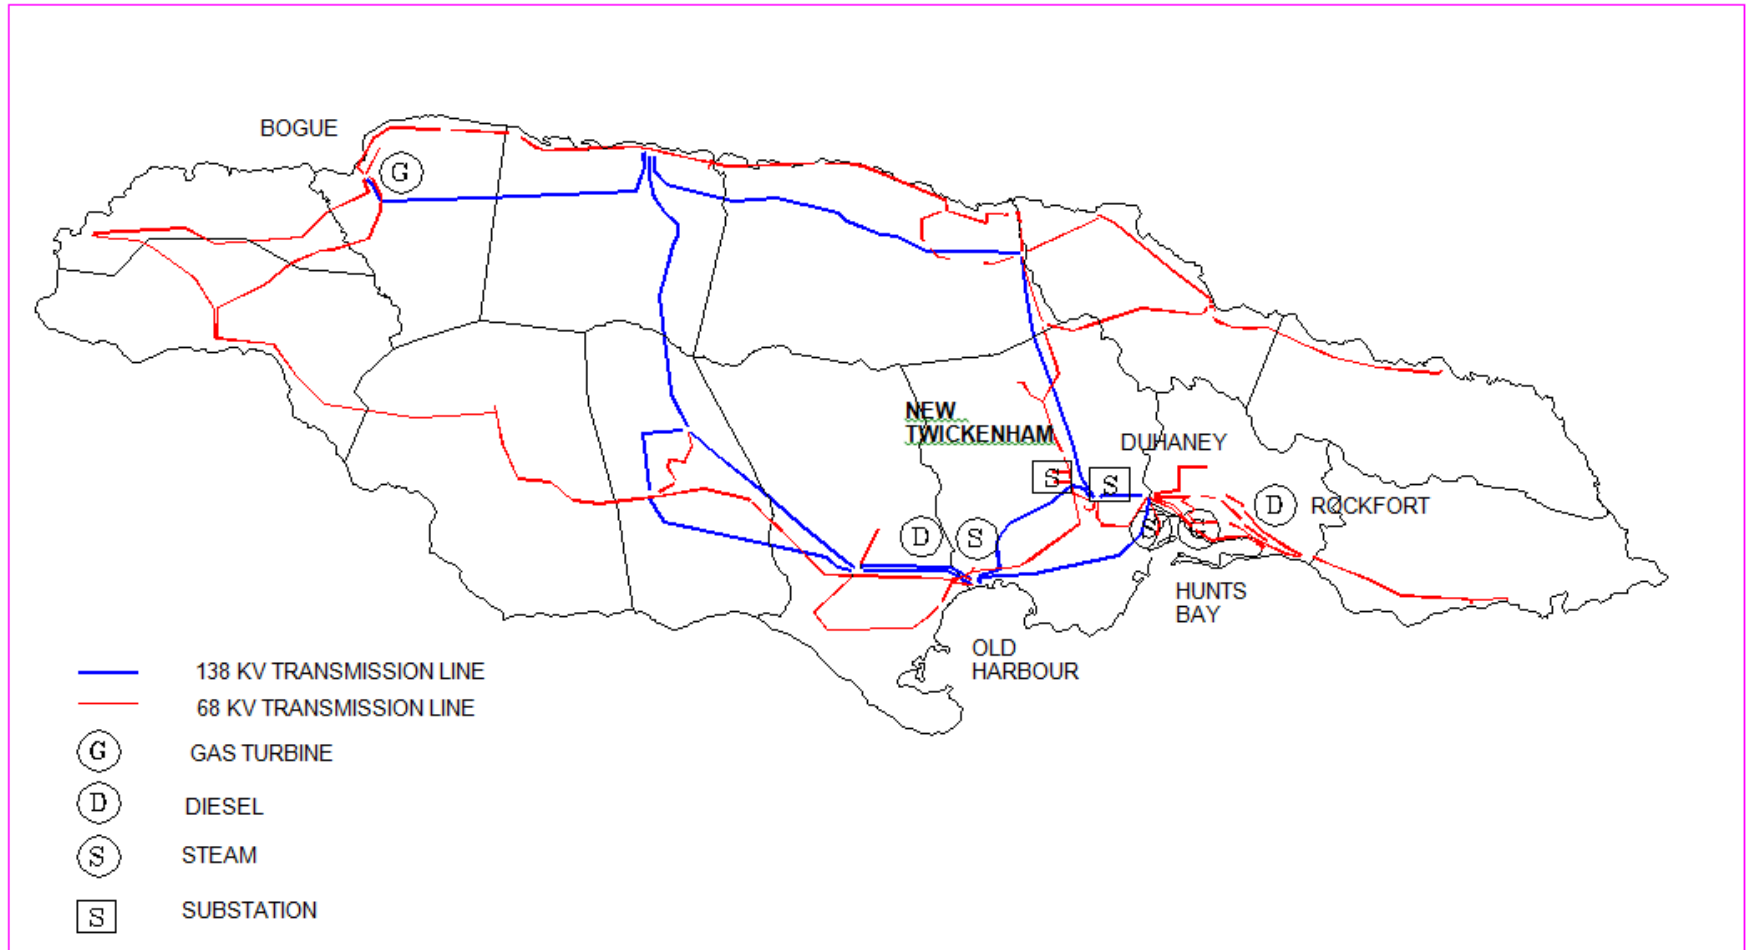 BOGUE
G
NEW
TWICKENHAM
DUHANEY
S
S
D
ROCKFORT
D
S
S
G
HUNTS
BAY
OLD
HARBOUR
138 KV TRANSMISSION LINE
68 KV TRANSMISSION LINE
G
GAS TURBINE
D
DIESEL
S
STEAM
S
SUBSTATION